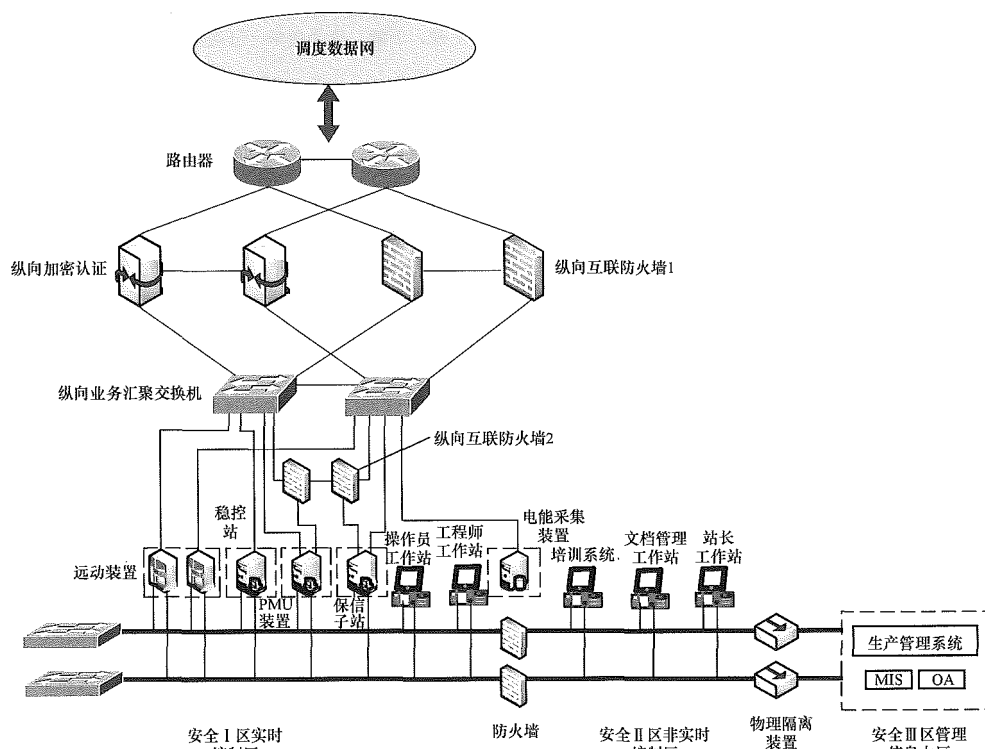 调度数据网
路由器
纵向加密认证
纵向互联防火墙1
纵向业务汇聚交换机
纵向互联防火墙2
稳控
站
操作员
工作站
工程师
工作站
电能采集
装置
培训系统
文档管理
工作站
站长
工作站
远动装置
PMU
装置
保信
子站
生产管理系统
MIS
OA
安全Ⅰ区实时
防火墙
安全Ⅱ区非实时
物理隔离
装置
安全Ⅲ区管理